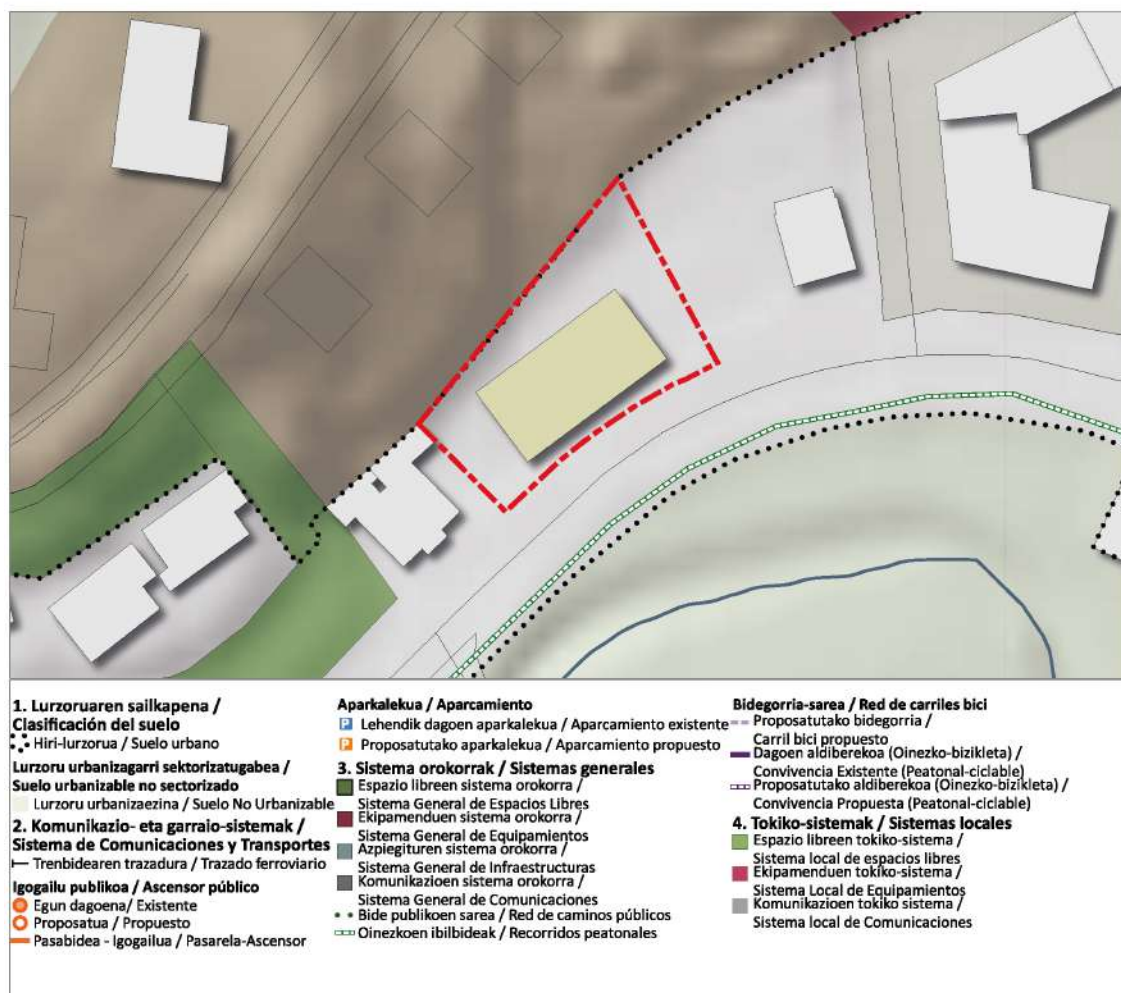 1. Lurzoruaren sailkapena /
Clasificación del suelo
Hiri-lurzorua / Suelo urbano
Lurzoru urbanizagarri sektorizatugabea /
Suelo urbanizable no sectorizado
Lurzoru urbanizaezina / Suelo No Urbanizable
2. Komunikazio- eta garraio-sistemak /
Sistema de Comunicaciones y Transportes
Trenbidearen trazadura / Trazado ferroviario
Igogailu publikoa / Ascensor público
Egun dagoena/ Existente
Proposatua / Propuesto
Pasabidea - Igogailua / Pasarela-Ascensor
Aparkalekua / Aparcamiento
P Lehendik dagoen aparkalekua / Aparcamiento existente
P Proposatutako aparkalekua / Aparcamiento propuesto
3. Sistema orokorrak / Sistemas generales
Espazio libreen sistema orokorra /
Sistema General de Espacios Libres
Ekipamenduen sistema orokorra /
Sistema General de Equipamientos
Azpiegituren sistema orokorra /
Sistema General de Infraestructuras
Komunikazioen sistema orokorra /
Sistema General de Comunicaciones
Bide publikoen sarea / Red de caminos públicos
Oinezkoen ibilbideak / Recorridos peatonales
Bidegorria-sarea / Red de carriles bici
Proposatutako bidegorria /
Carril bici propuesto
Dagoen aldiberekoa (Oinezko-bizikleta) /
Convivencia Existente (Peatonal-ciclable)
Proposatutako aldiberekoa (Oinezko-bizikleta) /
Convivencia Propuesta (Peatonal-ciclable)
4. Tokiko-sistemak / Sistemas locales
Espazio libreen tokiko-sistema /
Sistema local de espacios libres
Ekipamenduen tokiko-sistema /
Sistema Local de Equipamientos
Komunikazioen tokiko sistema /
Sistema local de Comunicaciones